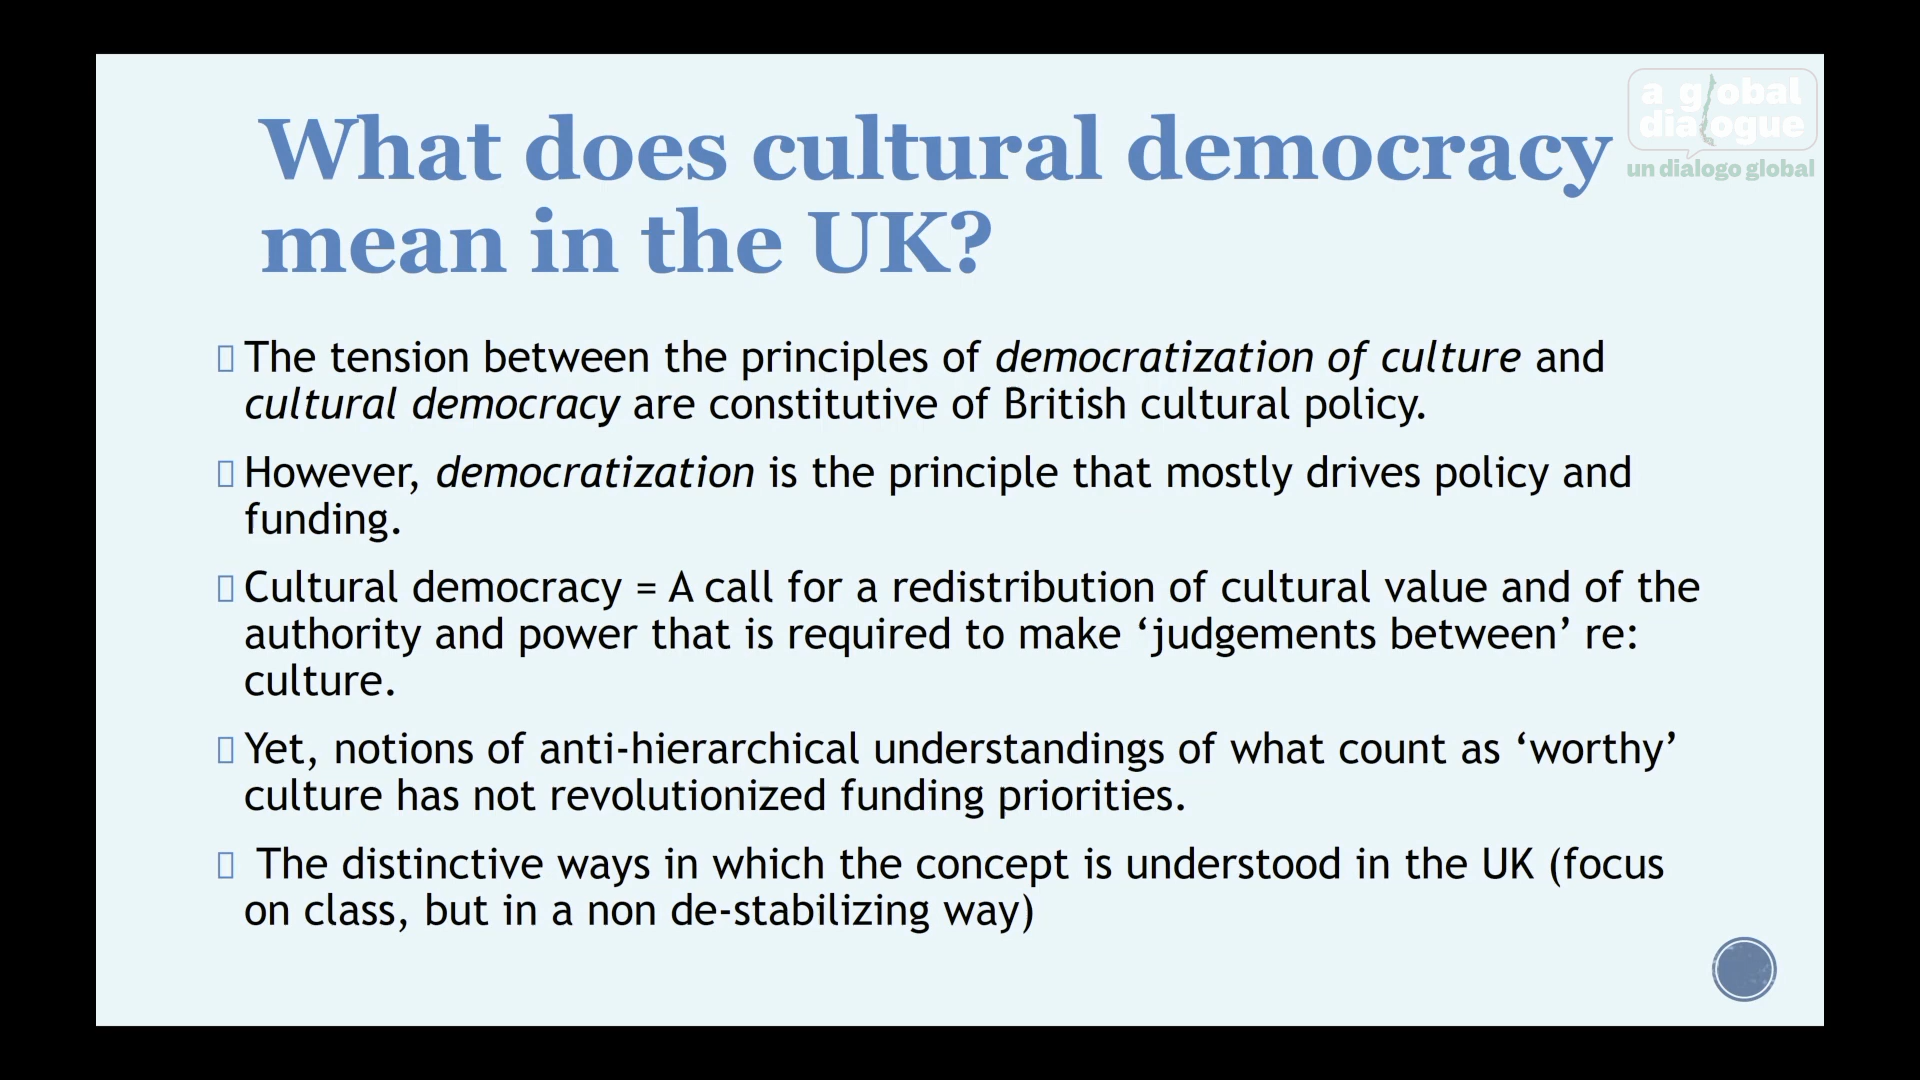 What does cultural democracy
mean in the UK?
a global
dialogue
un dialogo global
The tension between the principles of democratization of culture and
cultural democracy are constitutive of British cultural policy.
However, democratization is the principle that mostly drives policy and
funding.
Cultural democracy = A call for a redistribution of cultural value and of the
authority and power that is required to make ‘judgements between’ re:
culture.
Yet, notions of anti-hierarchical understandings of what count as ‘worthy’
culture has not revolutionized funding priorities.
The distinctive ways in which the concept is understood in the UK (focus
on class, but in a non de-stabilizing way)